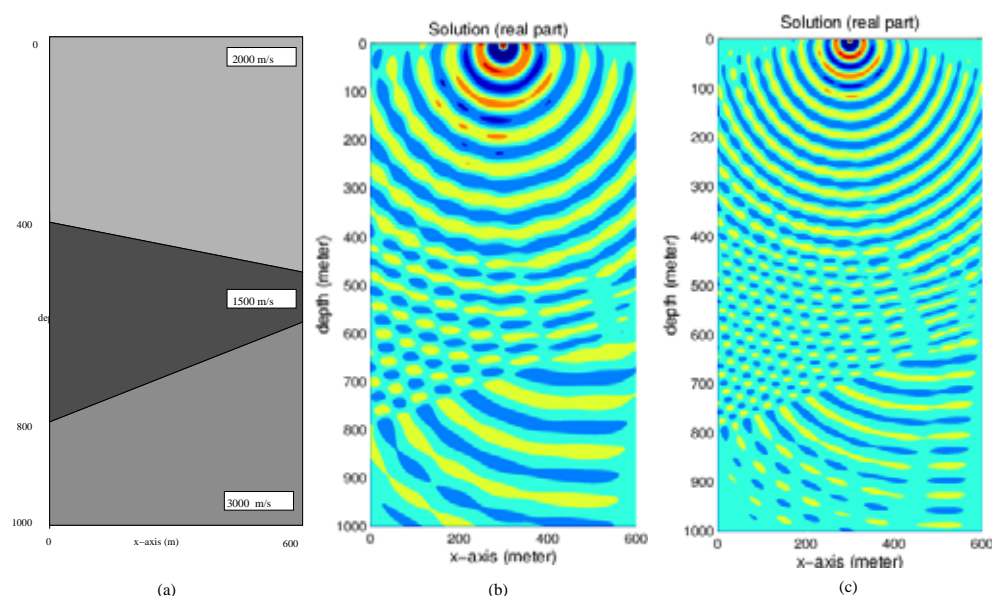 0
2000 m/s
400
1500 m/s
dep
800
3000 m/s
1000
0
x-axis (m)
600
(a)
Solution (real part)
0
100
200
300
400
500
600
700
800
900
1000
depth (meter)
0
200
400
600
x-axis (meter)
(b)
Solution (real part)
0
100
200
300
400
500
600
700
800
900
1000
depth (meter)
0
200
400
600
x-axis (meter)
(c)